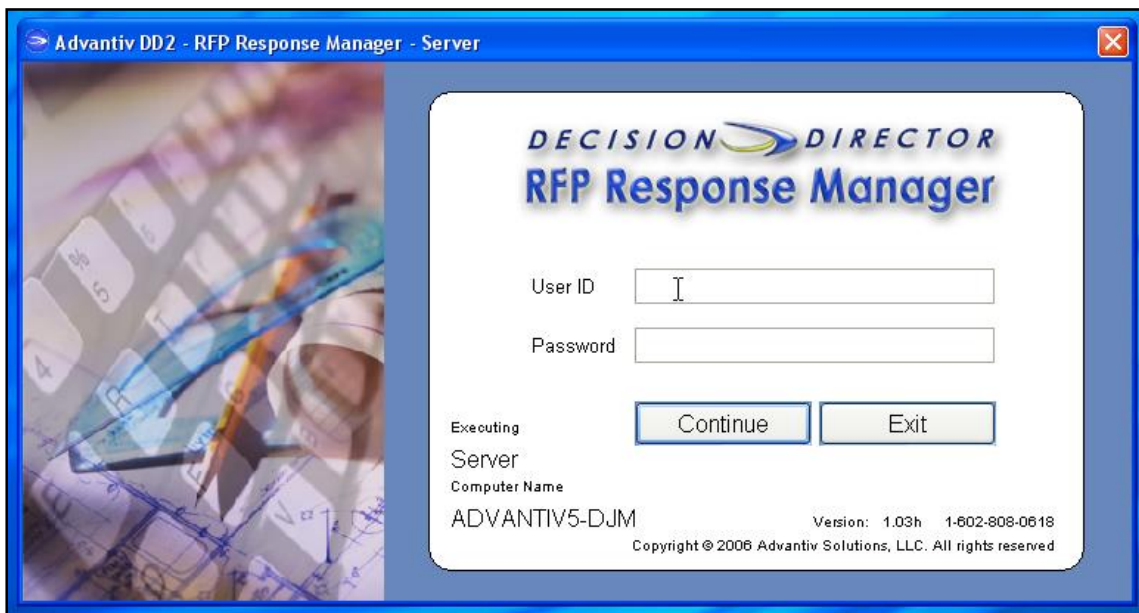 Advantiv DD2 - RFP Response Manager - Server
DECISION DIRECTOR
RFP Response Manager
User ID
Password
Continue Exit
Executing
Server
Computer Name
ADVANTIV5-DJM
Version: 1.03h 1-602-808-0618
Copyright © 2006 Advantiv Solutions, LLC. All rights reserved